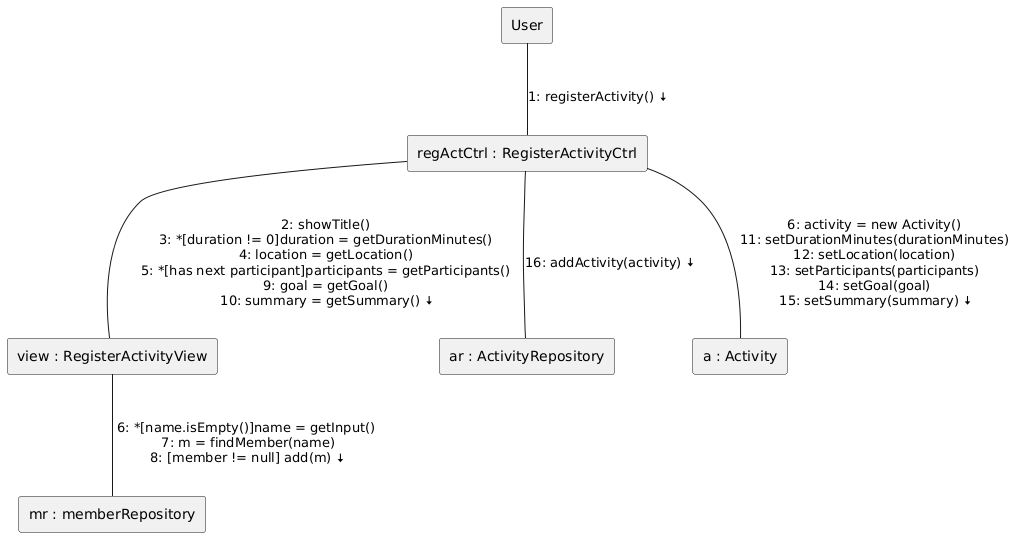 User
1: registerActivity() ↓
regActCtrl : RegisterActivityCtrl
2: showTitle()
3: *[duration != 0]duration = getDurationMinutes()
4: location = getLocation()
5: *[has next participant]participants = getParticipants()
9: goal = getGoal()
10: summary = getSummary() ↓
16: addActivity(activity) ↓
6: activity = new Activity()
11: setDurationMinutes(durationMinutes)
12: setLocation(location)
13: setParticipants(participants)
14: setGoal(goal)
15: setSummary(summary) ↓
view : RegisterActivityView
ar : ActivityRepository
a : Activity
6: *[name.isEmpty()]name = getInput()
7: m = findMember(name)
8: [member != null] add(m) ↓
mr : memberRepository